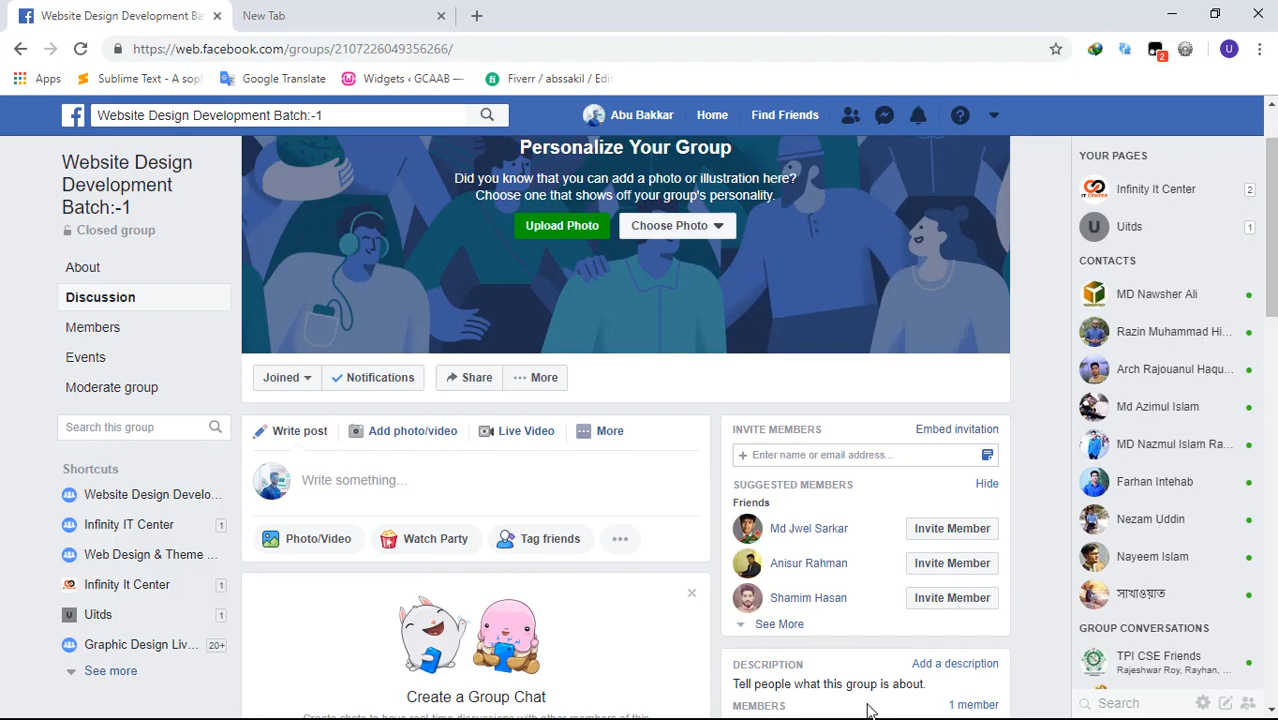 Website Design Development Ba
New Tab
https://web.facebook.com/groups/2107226049356266/
2
U
Apps
Sublime Text - A sopl
Google Translate
Widgets ‹ GCAAB —
Fiverr / abssakil / Edit
Website Design Development Batch:-1
Abu Bakkar
Home
Find Friends
Website Design
Development
Batch:-1
Closed group
About
Discussion
Members
Events
Moderate group
Search this group
Shortcuts
Website Design Develo...
Infinity IT Center 1
Web Design & Theme ...
Infinity It Center 1
U Uitds 1
Graphic Design Liv... 20+
See more
Personalize Your Group
Did you know that you can add a photo or illustration here?
Choose one that shows off your group's personality.
Upload Photo
Choose Photo
Joined
Notifications
Share
More
Write post
Add photo/video
Live Video
More
Write something...
Photo/Video
Watch Party
Tag friends
Create a Group Chat
INVITE MEMBERS
Embed invitation
+ Enter name or email address...
SUGGESTED MEMBERS
Hide
Friends
Md Jwel Sarkar
Invite Member
Anisur Rahman
Invite Member
Shamim Hasan
Invite Member
See More
DESCRIPTION
Add a description
Tell people what this group is about.
MEMBERS
1 member
YOUR PAGES
IT CENTER
Infinity It Center 2
U Uitds 1
CONTACTS
MD Nawsher Ali
Razin Muhammad Hi...
Arch Rajouanul Haqu...
Md Azimul Islam
MD Nazmul Islam Ra...
Farhan Intehab
Nezam Uddin
Nayeem Islam
সাখাওয়াত
GROUP CONVERSATIONS
TPI CSE Friends
Rajeshwar Roy, Rayhan, ...
Search